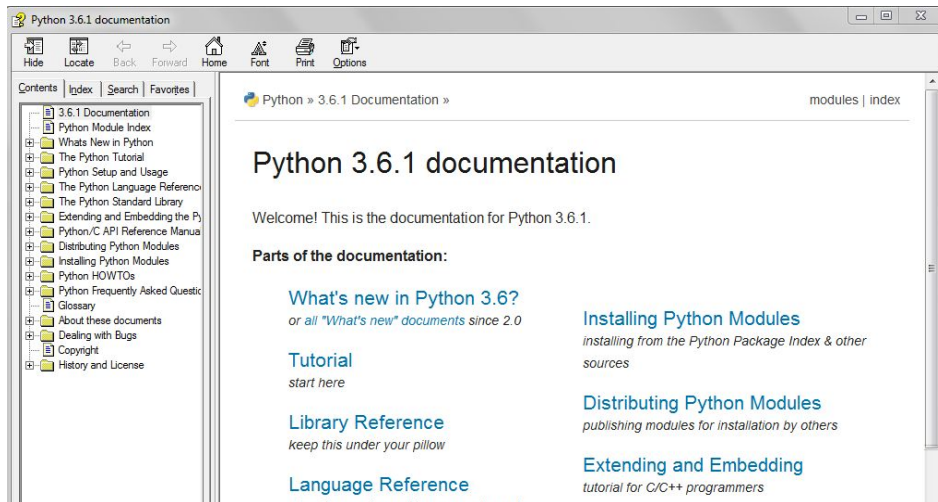 Python 3.6.1 documentation
Hide Locate Back Forward Home Font Print Options
Contents Index Search Favorites
3.6.1 Documentation
Python Module Index
Whats New in Python
The Python Tutorial
Python Setup and Usage
The Python Language Reference
The Python Standard Library
Extending and Embedding the Py
Python/C API Reference Manua
Distributing Python Modules
Installing Python Modules
Python HOWTOs
Python Frequently Asked Questic
Glossary
About these documents
Dealing with Bugs
Copyright
History and License
Python » 3.6.1 Documentation »
modules | index
Python 3.6.1 documentation
Welcome! This is the documentation for Python 3.6.1.
Parts of the documentation:
What's new in Python 3.6?
or all "What's new" documents since 2.0
Tutorial
start here
Library Reference
keep this under your pillow
Language Reference
Installing Python Modules
installing from the Python Package Index & other
sources
Distributing Python Modules
publishing modules for installation by others
Extending and Embedding
tutorial for C/C++ programmers